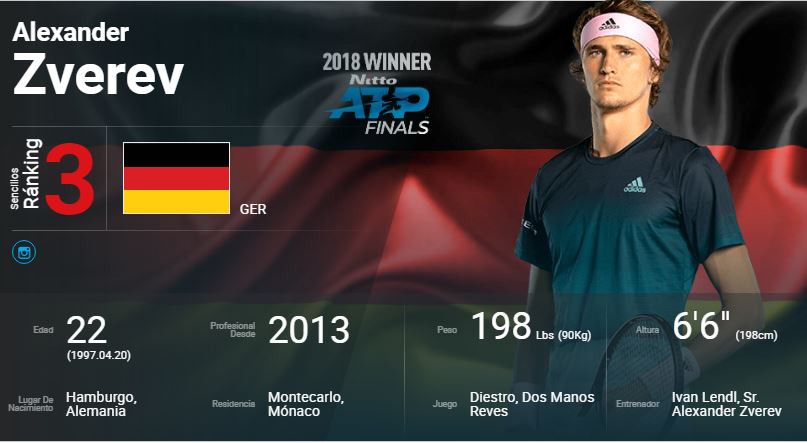 Alexander
Zverev
2018 WINNER
Nitto
ATP
FINALS
Sencillos
Ránking
3
GER
adidas
adidas
Edad
22
(1997.04.20)
Profesional
Desde
2013
Peso
198 Lbs (90Kg)
Altura
6'6" (198cm)
Lugar De
Nacimiento
Hamburgo,
Alemania
Residencia
Montecarlo,
Mónaco
Juego
Diestro, Dos Manos
Reves
Entrenador
Ivan Lendl, Sr.
Alexander Zverev